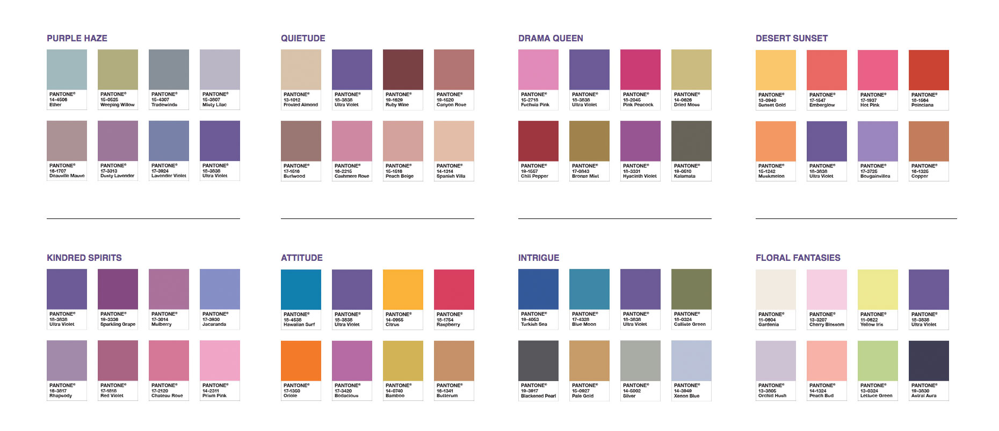 PURPLE HAZE
PANTONE®
14-4506
Ether
PANTONE®
15-0525
Weeping Willow
PANTONE®
15-4307
Tradewinds
PANTONE®
15-3807
Misty Lilac
PANTONE®
16-1707
Deauville Mauve
PANTONE®
17-3313
Dusty Lavender
PANTONE®
17-3924
Lavender Violet
PANTONE®
18-3838
Ultra Violet
QUIETUDE
PANTONE®
13-1012
Frosted Almond
PANTONE®
18-3838
Ultra Violet
PANTONE®
19-1629
Ruby Wine
PANTONE®
19-1520
Canyon Rose
PANTONE®
17-1516
Burlwood
PANTONE®
16-2215
Cashmere Rose
PANTONE®
15-1516
Peach Beige
PANTONE®
14-1314
Spanish Villa
DRAMA QUEEN
PANTONE®
15-2718
Fuchsia Pink
PANTONE®
18-3838
Ultra Violet
PANTONE®
18-2045
Pink Peacock
PANTONE®
14-0626
Dried Moss
PANTONE®
19-1557
Chili Pepper
PANTONE®
17-0843
Bronze Mist
PANTONE®
18-3331
Hyacinth Violet
PANTONE®
19-0510
Kalamata
DESERT SUNSET
PANTONE®
13-0940
Sunset Gold
PANTONE®
17-1547
Emberglow
PANTONE®
17-1937
Hot Pink
PANTONE®
18-1564
Poinciana
PANTONE®
15-1242
Muskmelon
PANTONE®
18-3838
Ultra Violet
PANTONE®
17-3725
Bougainvillea
PANTONE®
16-1325
Copper
KINDRED SPIRITS
PANTONE®
18-3838
Ultra Violet
PANTONE®
19-3336
Sparkling Grape
PANTONE®
17-3014
Mulberry
PANTONE®
17-3930
Jacaranda
PANTONE®
16-3817
Rhapsody
PANTONE®
17-1818
Red Violet
PANTONE®
17-2120
Chateau Rose
PANTONE®
14-2311
Prism Pink
ATTITUDE
PANTONE®
18-4538
Hawaiian Surf
PANTONE®
18-3838
Ultra Violet
PANTONE®
14-0955
Citrus
PANTONE®
18-1754
Raspberry
PANTONE®
17-1350
Oriole
PANTONE®
17-3420
Bodacious
PANTONE®
14-0740
Bamboo
PANTONE®
16-1341
Butterum
INTRIGUE
PANTONE®
19-4053
Turkish Sea
PANTONE®
17-4328
Blue Moon
PANTONE®
18-3838
Ultra Violet
PANTONE®
18-0324
Calliste Green
PANTONE®
19-3917
Blackened Pearl
PANTONE®
15-0927
Pale Gold
PANTONE®
14-5002
Silver
PANTONE®
14-3949
Xenon Blue
FLORAL FANTASIES
PANTONE®
11-0604
Gardenia
PANTONE®
13-3207
Cherry Blossom
PANTONE®
11-0622
Yellow Iris
PANTONE®
18-3838
Ultra Violet
PANTONE®
13-3805
Orchid Hush
PANTONE®
14-1324
Peach Bud
PANTONE®
13-0324
Lettuce Green
PANTONE®
19-3830
Astral Aura